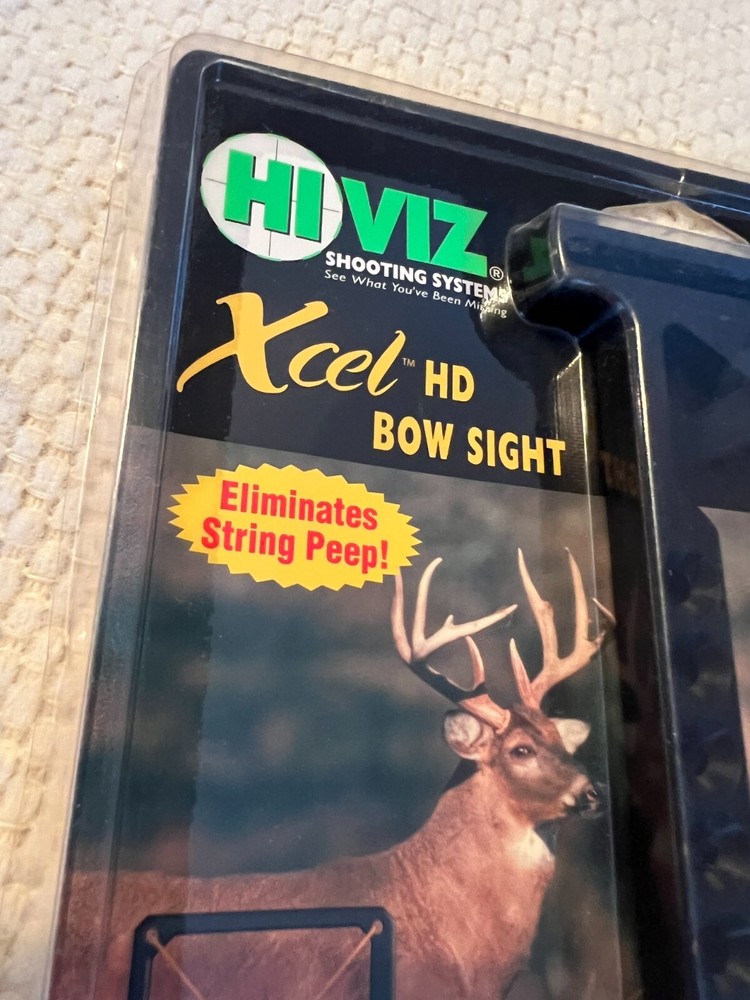 HIVIZ®
SHOOTING SYSTEMS
See What You've Been Missing
Xcel™ HD
BOW SIGHT
Eliminates
String Peep!